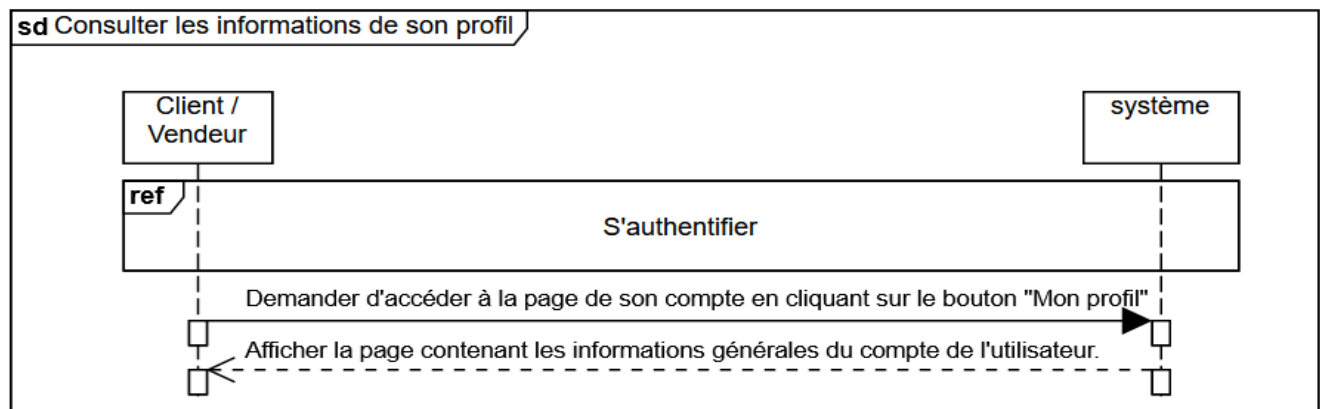 sd Consulter les informations de son profil
Client /
Vendeur
système
ref
S'authentifier
Demander d'accéder à la page de son compte en cliquant sur le bouton "Mon profil"
Afficher la page contenant les informations générales du compte de l'utilisateur.